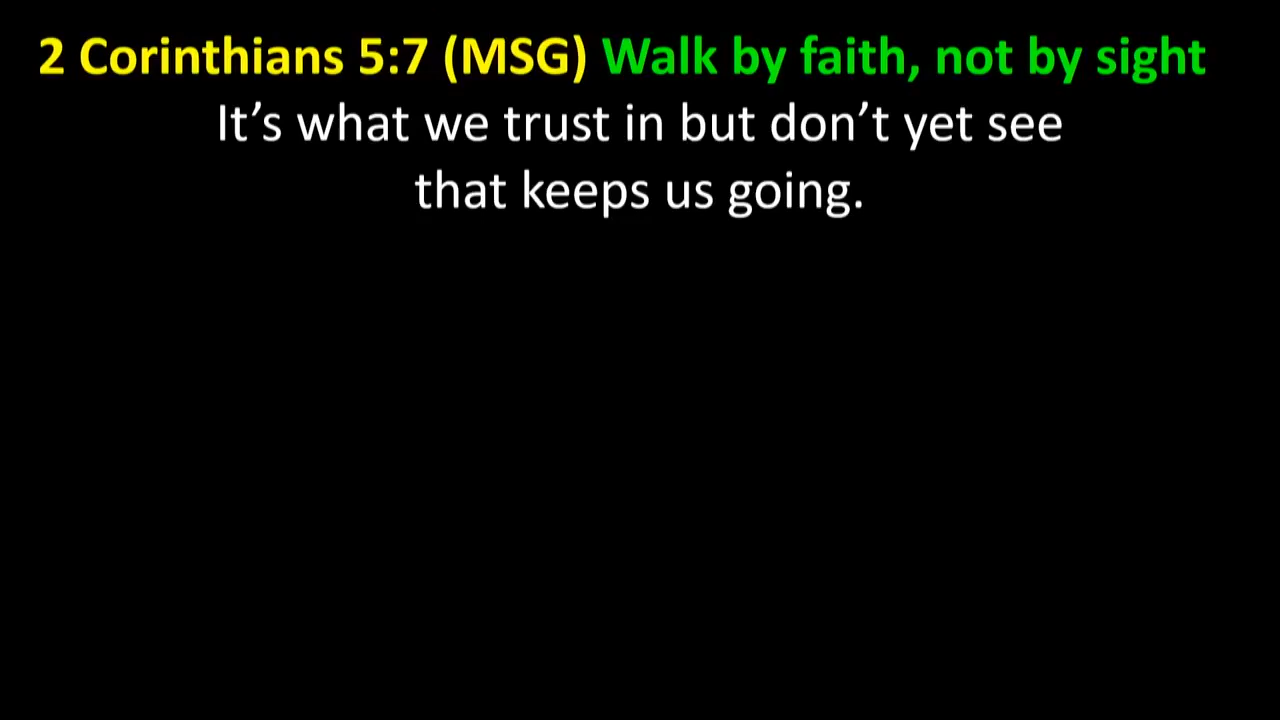 2 Corinthians 5:7 (MSG) Walk by faith, not by sight
It’s what we trust in but don’t yet see
that keeps us going.